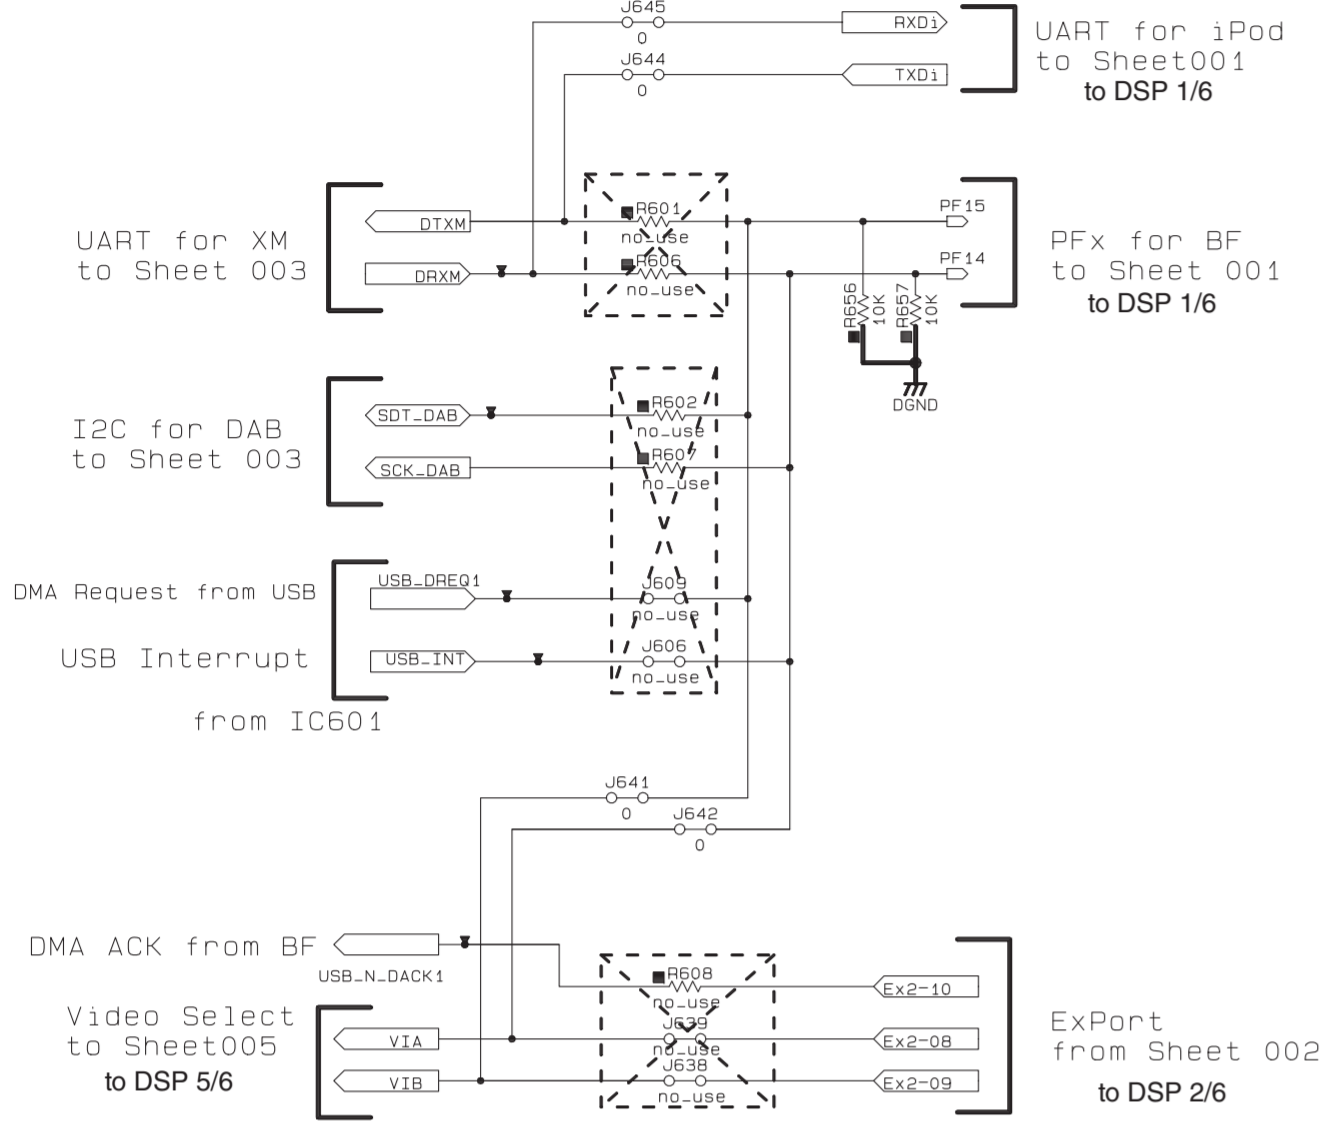 J645
0
RXDi
UART for iPod
to Sheet001
to DSP 1/6
J644
0
TXDi
UART for XM
to Sheet 003
DTXM
DRXM
R601
no_use
R606
no_use
PF15
PF14
PFx for BF
to Sheet 001
to DSP 1/6
R656
10K
R657
10K
DGND
I2C for DAB
to Sheet 003
SDT_DAB
SCK_DAB
R602
no_use
R607
no_use
DMA Request from USB
USB_DREQ1
J609
no_use
USB Interrupt
USB_INT
J606
no_use
from IC601
J641
0
J642
0
DMA ACK from BF
USB_N_DACK1
R608
no_use
Ex2-10
Video Select
to Sheet005
to DSP 5/6
VIA
VIB
J639
no_use
J638
no_use
Ex2-08
Ex2-09
ExPort
from Sheet 002
to DSP 2/6